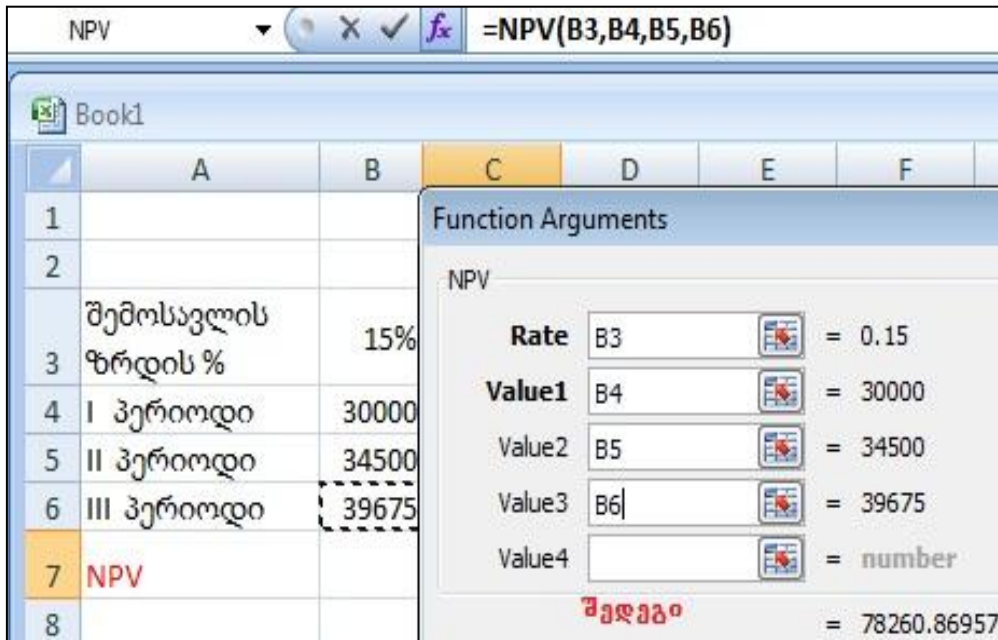 NPV =NPV(B3,B4,B5,B6)
Book1
A B C D E F
1
2
3 შემოსავლის ზრდის % 15%
4 I პერიოდი 30000
5 II პერიოდი 34500
6 III პერიოდი 39675
7 NPV
8
Function Arguments
NPV
Rate B3 = 0.15
Value1 B4 = 30000
Value2 B5 = 34500
Value3 B6 = 39675
Value4 = number
შედეგი
= 78260.86957